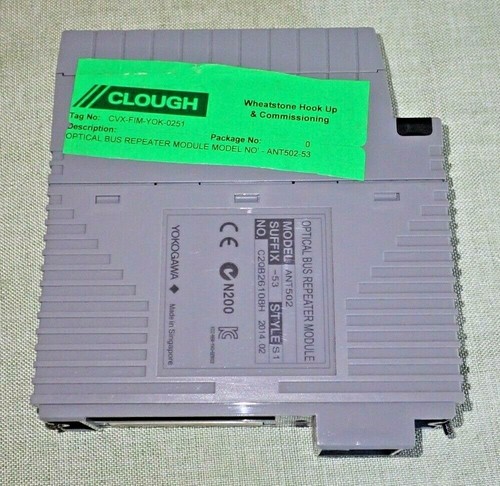 CLOUGH
Wheatstone Hook Up
& Commissioning
Tag No: CVX-FIM-YOK-0251
Description:
Package No: 0
OPTICAL BUS REPEATER MODULE MODEL NO - ANT502-53
OPTICAL BUS REPEATER MODULE
MODEL ANT502
SUFFIX -53 STYLE S1
NO. C20B26108H 2014.02
CE N200
YOKOGAWA
Made in Singapore